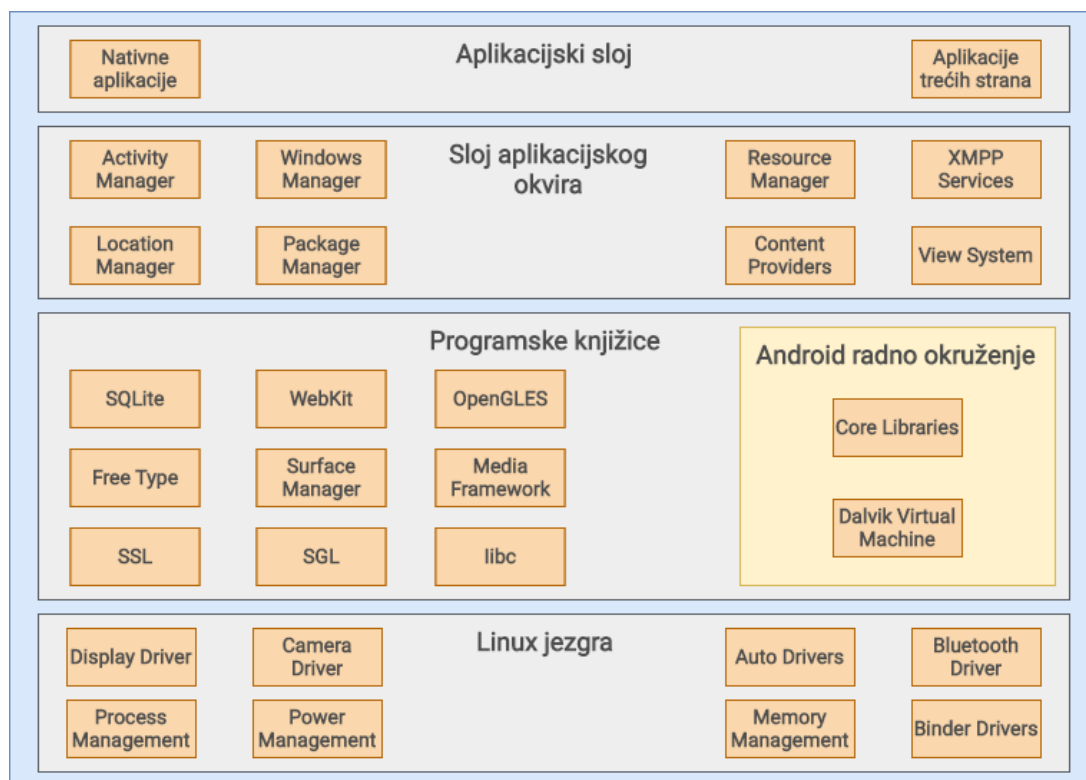 Aplikacijski sloj
Nativne
aplikacije
Aplikacije
trećih strana
Sloj aplikacijskog
okvira
Activity
Manager
Windows
Manager
Resource
Manager
XMPP
Services
Location
Manager
Package
Manager
Content
Providers
View System
Programske knjižice
Android radno okruženje
SQLite
WebKit
OpenGLES
Core Libraries
Free Type
Surface
Manager
Media
Framework
Dalvik Virtual
Machine
SSL
SGL
libc
Linux jezgra
Display Driver
Camera
Driver
Auto Drivers
Bluetooth
Driver
Process
Management
Power
Management
Memory
Management
Binder Drivers